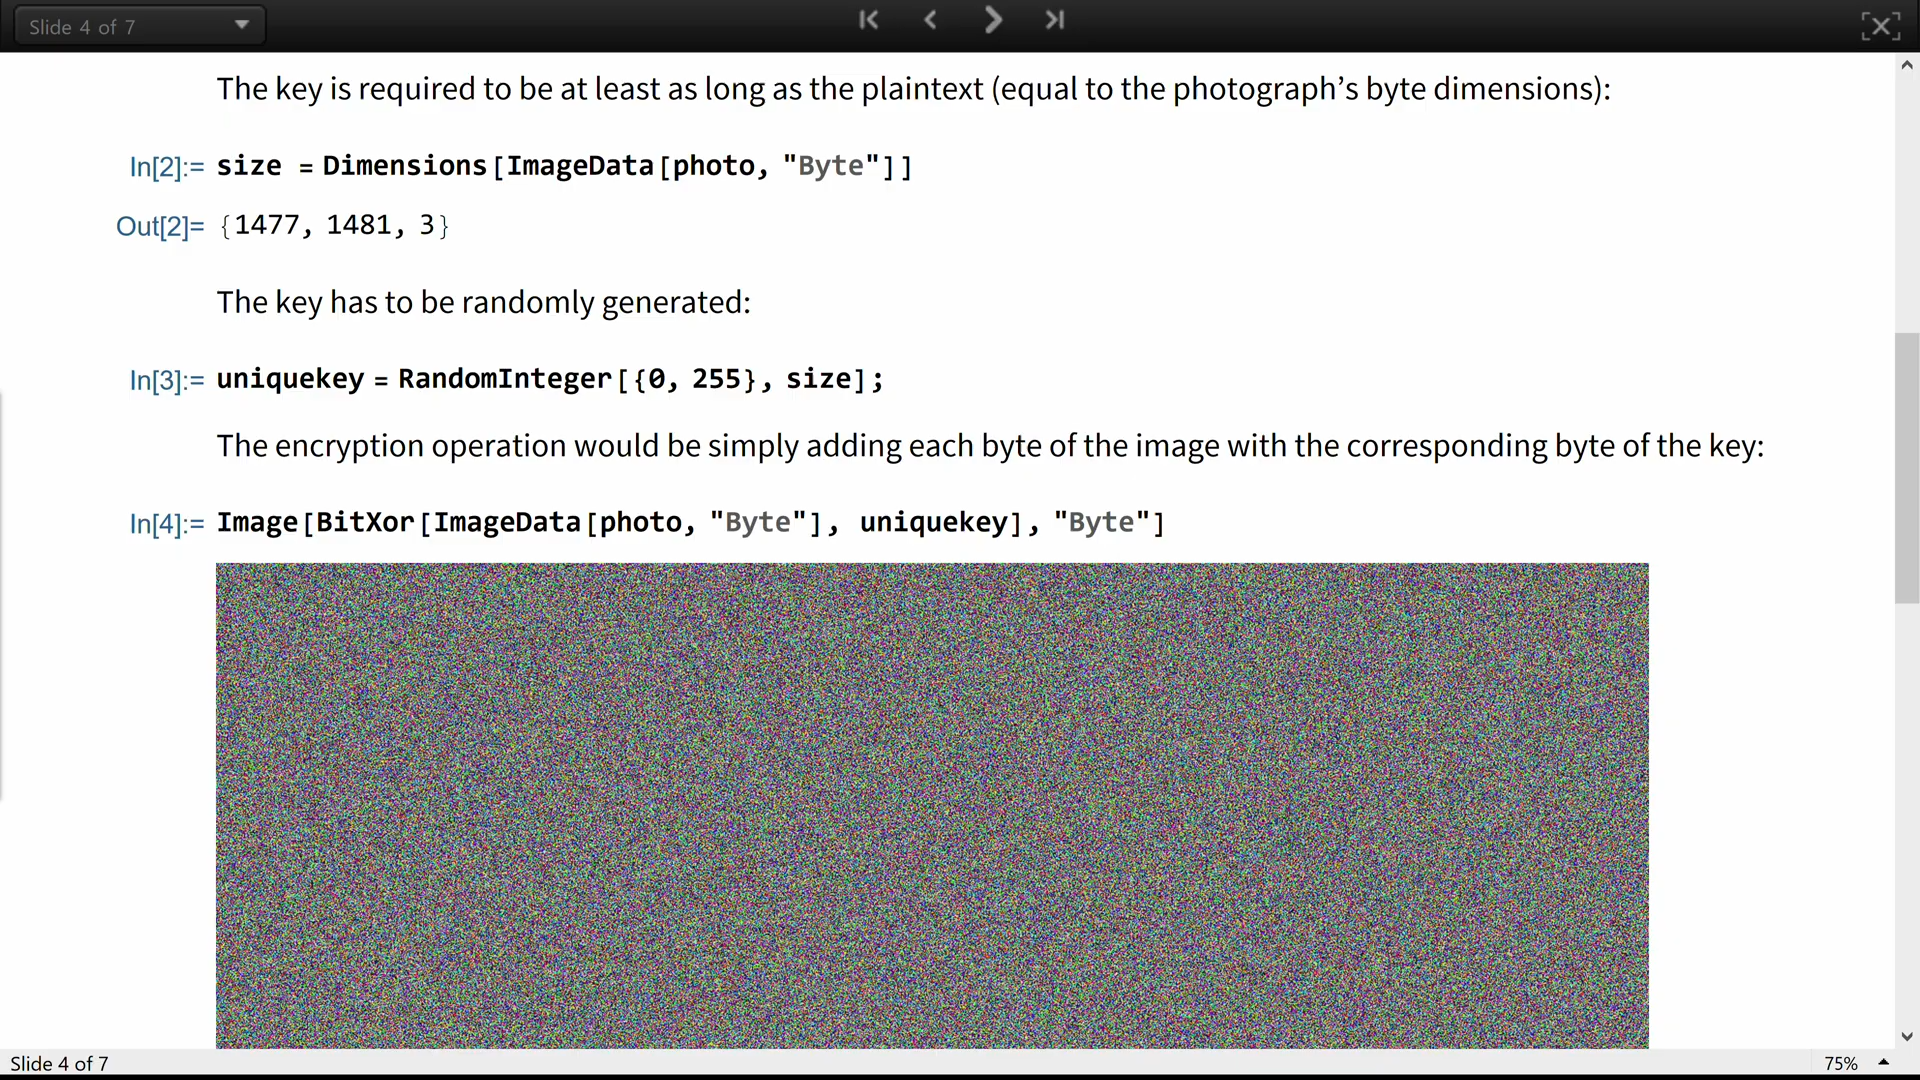 Slide 4 of 7
The key is required to be at least as long as the plaintext (equal to the photograph’s byte dimensions):
In[2]:= size = Dimensions[ImageData[photo, "Byte"]]
Out[2]= {1477, 1481, 3}
The key has to be randomly generated:
In[3]:= uniquekey = RandomInteger[{0, 255}, size];
The encryption operation would be simply adding each byte of the image with the corresponding byte of the key:
In[4]:= Image[BitXor[ImageData[photo, "Byte"], uniquekey], "Byte"]
Slide 4 of 7
75%